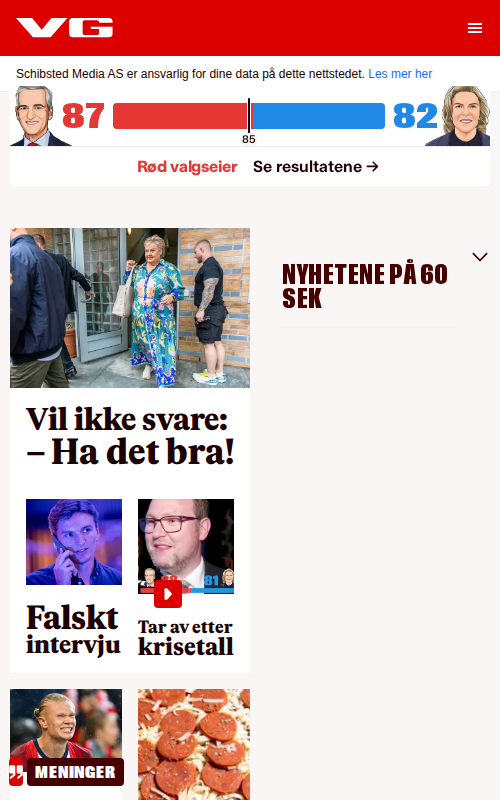 VG
Schibsted Media AS er ansvarlig for dine data på dette nettstedet. Les mer her
87
82
85
Rød valgseier
Se resultatene →
NYHETENE PÅ 60
SEK
Vil ikke svare:
– Ha det bra!
81
Falskt
intervju
Tar av etter
krisetall
MENINGER